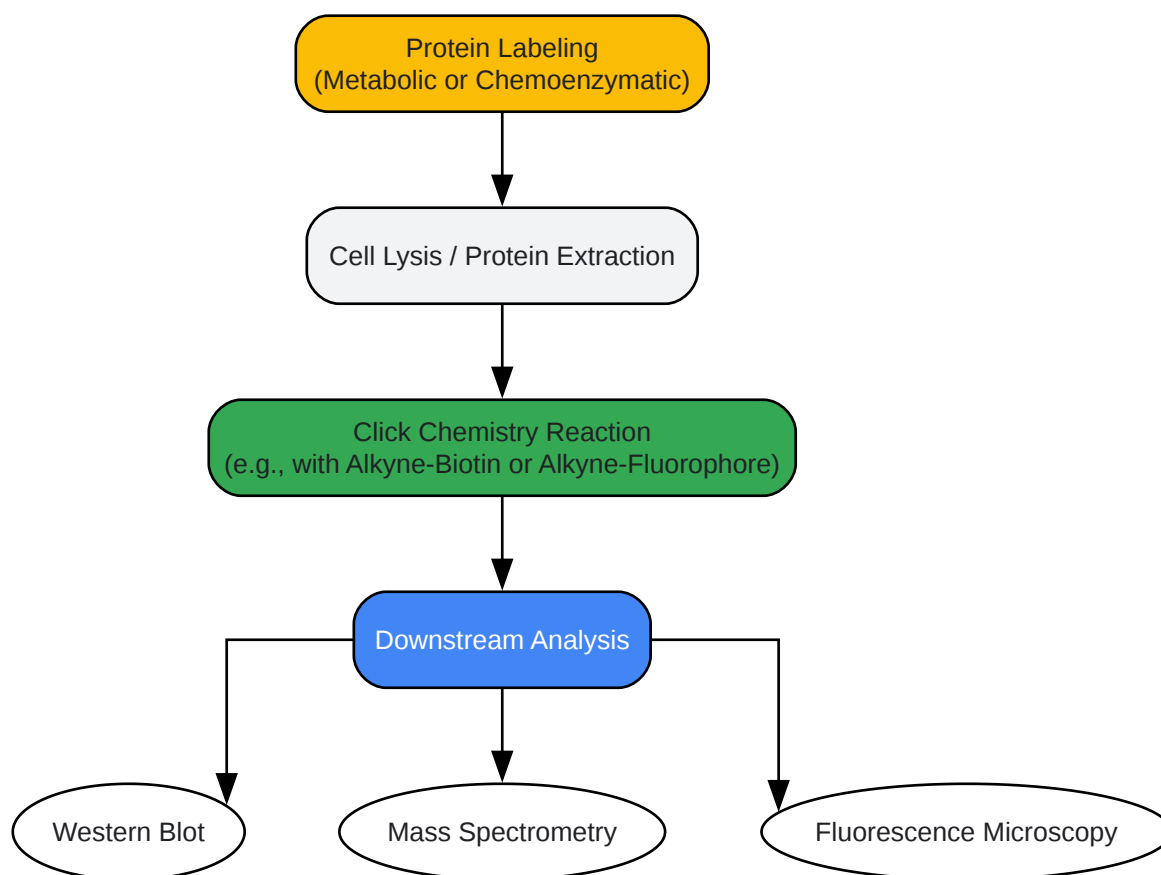 Protein Labeling
(Metabolic or Chemoenzymatic)
Cell Lysis / Protein Extraction
Click Chemistry Reaction
(e.g., with Alkyne-Biotin or Alkyne-Fluorophore)
Downstream Analysis
Western Blot
Mass Spectrometry
Fluorescence Microscopy